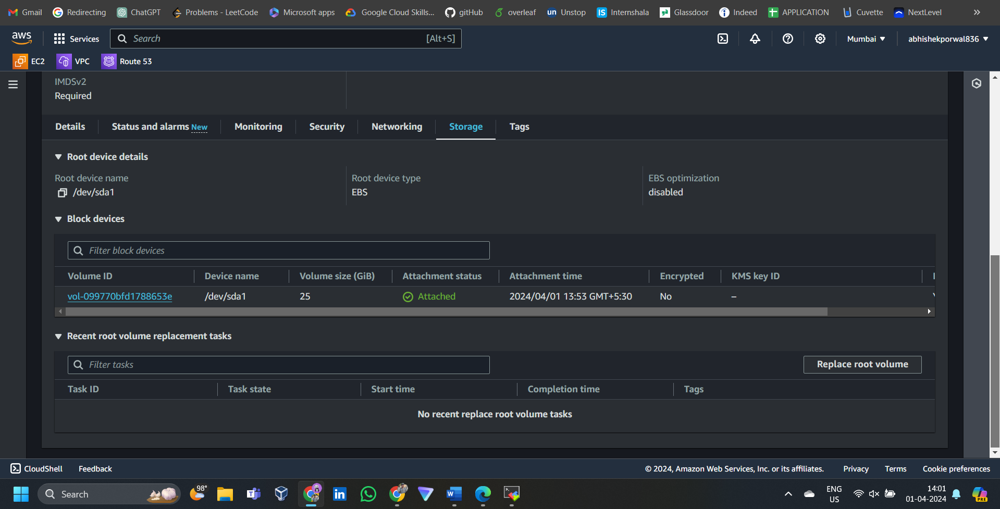 Gmail Redirecting ChatGPT Problems - LeetCode Microsoft apps Google Cloud Skills... gitHub overleaf un Unstop IS Internshala Glassdoor Indeed APPLICATION Cuvette NextLevel »
aws Services Search [Alt+S] Mumbai ▼ abhishekporwal836 ▼
EC2 VPC Route 53
IMDSv2
Required
Details Status and alarms New Monitoring Security Networking Storage Tags
▼ Root device details
Root device name Root device type EBS optimization
/dev/sda1 EBS disabled
▼ Block devices
Filter block devices
Volume ID Device name Volume size (GiB) Attachment status Attachment time Encrypted KMS key ID
vol-099770bfd1788653e /dev/sda1 25 Attached 2024/04/01 13:53 GMT+5:30 No –
▼ Recent root volume replacement tasks
Filter tasks Replace root volume
Task ID Task state Start time Completion time Tags
No recent replace root volume tasks
CloudShell Feedback © 2024, Amazon Web Services, Inc. or its affiliates. Privacy Terms Cookie preferences
Search 98° ENG 14:01
US 01-04-2024 PRE